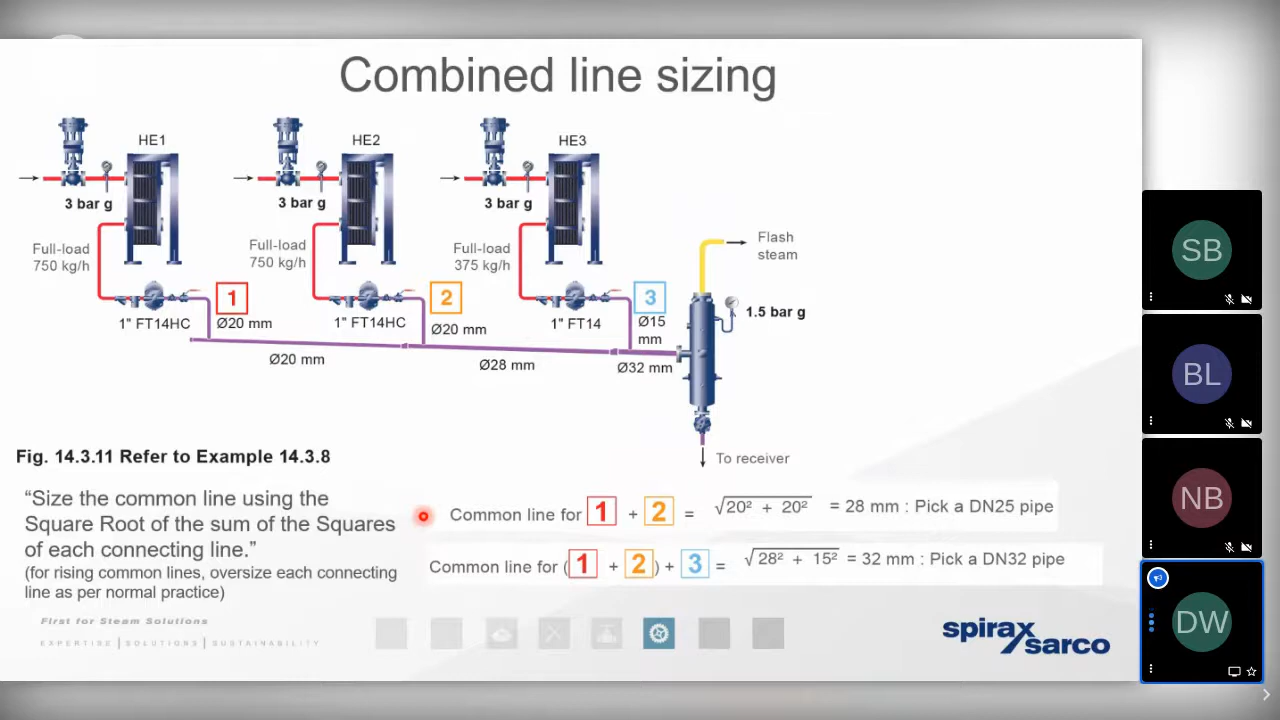 Combined line sizing
HE1
HE2
HE3
3 bar g
3 bar g
3 bar g
Full-load
750 kg/h
Full-load
750 kg/h
Full-load
375 kg/h
Flash
steam
1
2
3
1.5 bar g
1" FT14HC
Ø20 mm
1" FT14HC
Ø20 mm
1" FT14
Ø15
mm
Ø20 mm
Ø28 mm
Ø32 mm
Fig. 14.3.11 Refer to Example 14.3.8
To receiver
“Size the common line using the
Square Root of the sum of the Squares
of each connecting line.”
(for rising common lines, oversize each connecting
line as per normal practice)
Common line for 1 + 2 = √20² + 20² = 28 mm : Pick a DN25 pipe
Common line for (1 + 2) + 3 = √28² + 15² = 32 mm : Pick a DN32 pipe
First for Steam Solutions
EXPERTISE | SOLUTIONS | SUSTAINABILITY
spirax
sarco
SB
BL
NB
DW